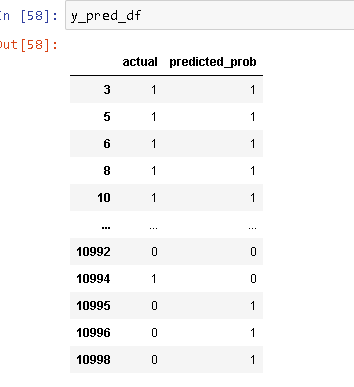 In [58]: y_pred_df
Out[58]:
actual predicted_prob
3 1 1
5 1 1
6 1 1
8 1 1
10 1 1
... ... ...
10992 0 0
10994 1 0
10995 0 1
10996 0 1
10998 0 1